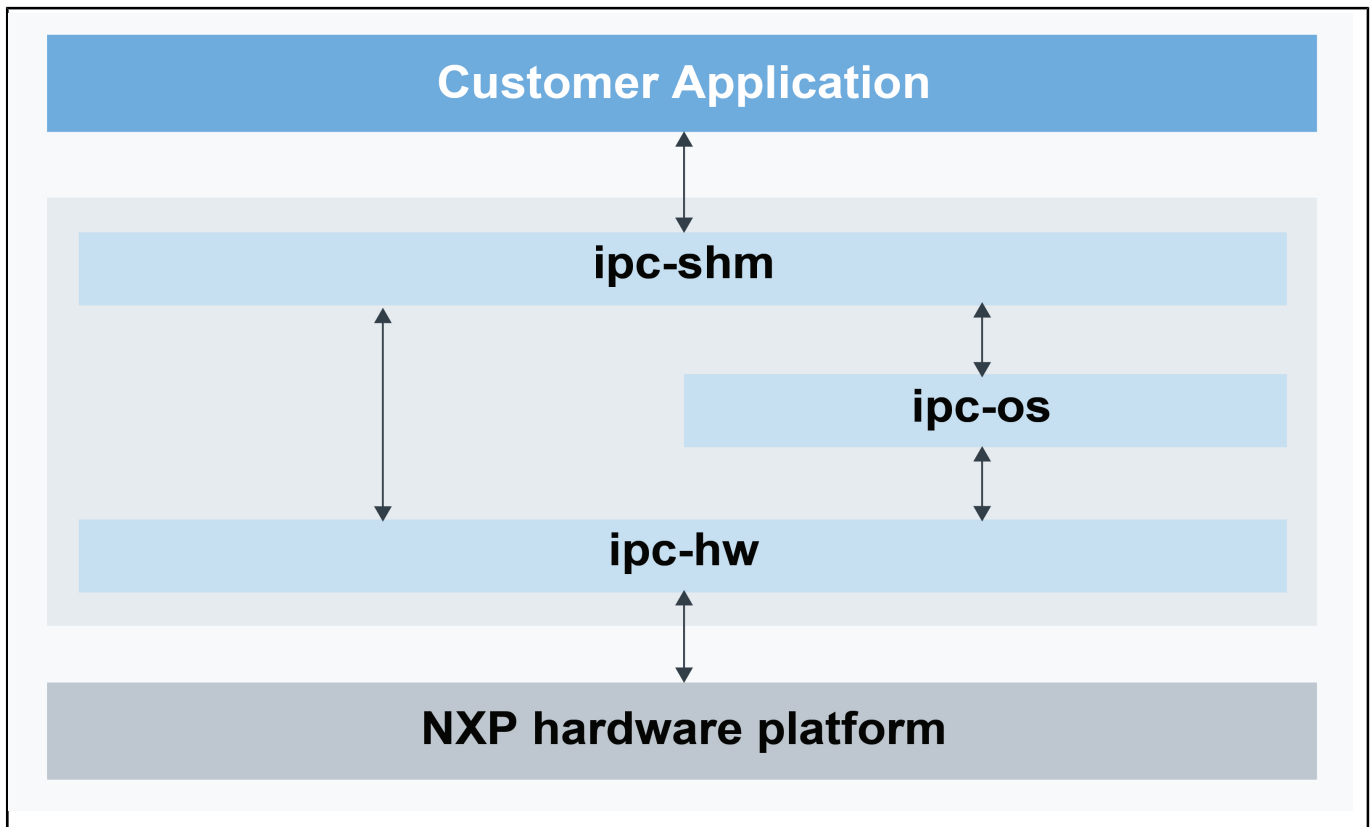 Customer Application
ipc-shm
ipc-os
ipc-hw
NXP hardware platform